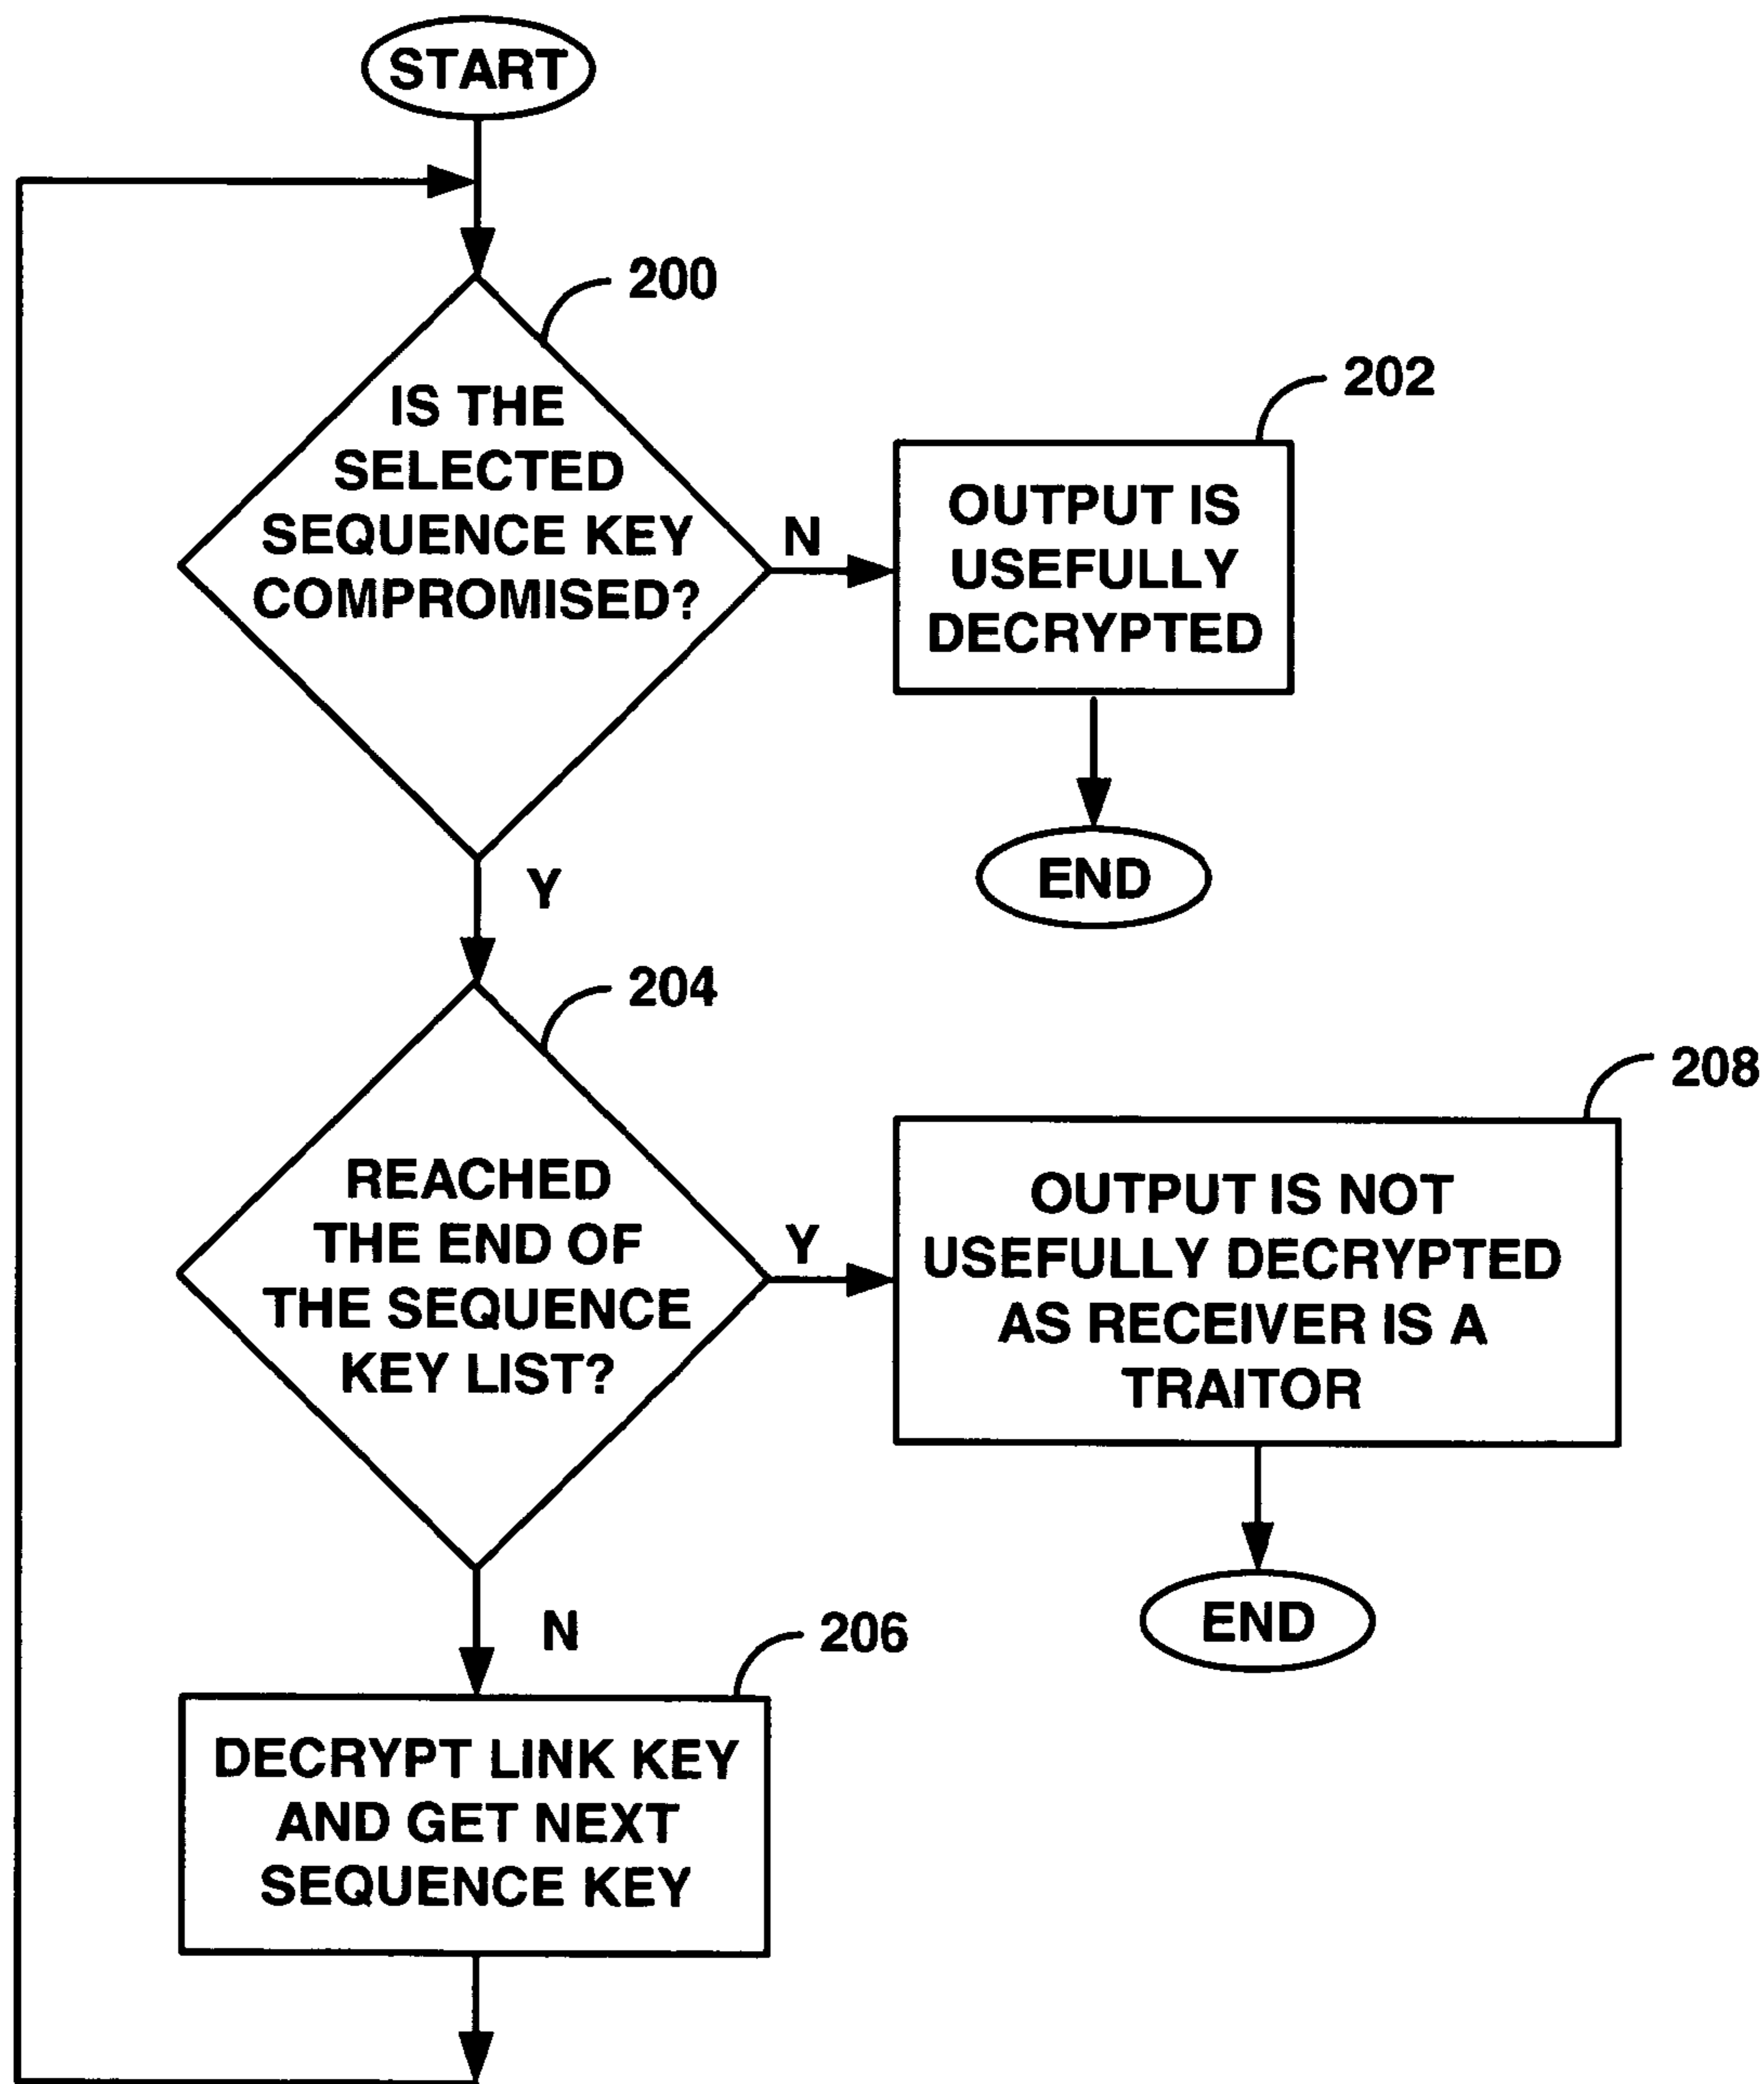 START
200
IS THE
SELECTED
SEQUENCE KEY
COMPROMISED?
N
202
OUTPUT IS
USEFULLY
DECRYPTED
END
Y
204
REACHED
THE END OF
THE SEQUENCE
KEY LIST?
Y
208
OUTPUT IS NOT
USEFULLY DECRYPTED
AS RECEIVER IS A
TRAITOR
END
N
206
DECRYPT LINK KEY
AND GET NEXT
SEQUENCE KEY